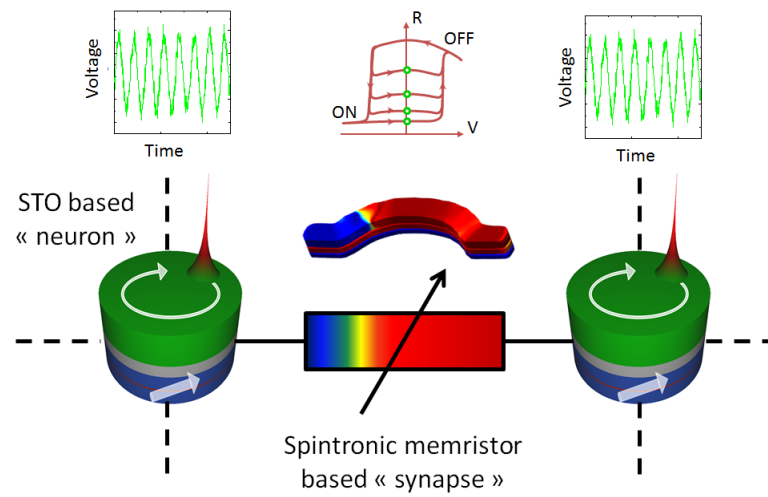 Voltage
Time
R
OFF
ON
V
Voltage
Time
STO based
« neuron »
Spintronic memristor
based « synapse »